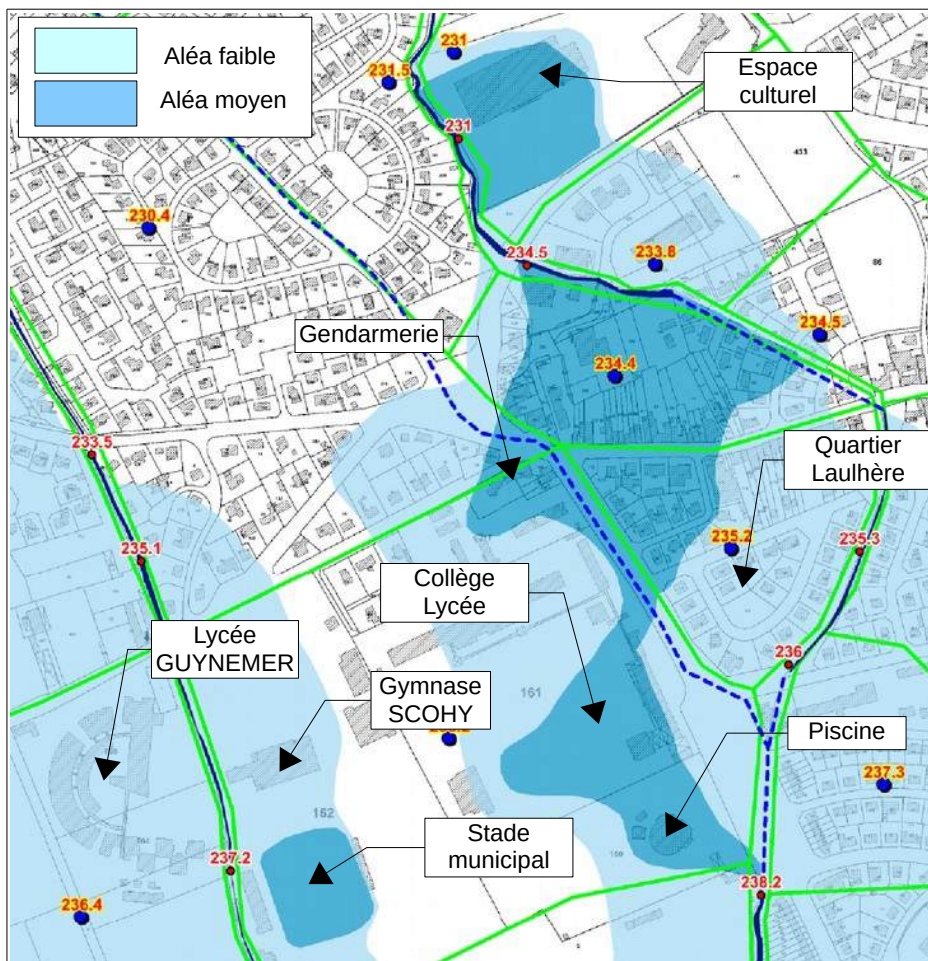 Aléa faible
Aléa moyen
231
231.5
Espace
culturel
231
453
230.4
234.5
233.8
86
Gendarmerie
234.5
234.4
233.5
Quartier
Laulhère
235.1
235.2
235.3
Collège
Lycée
Lycée
GUYNEMER
236
Gymnase
SCOHY
161
Piscine
237.3
162
Stade
municipal
237.2
238.2
236.4